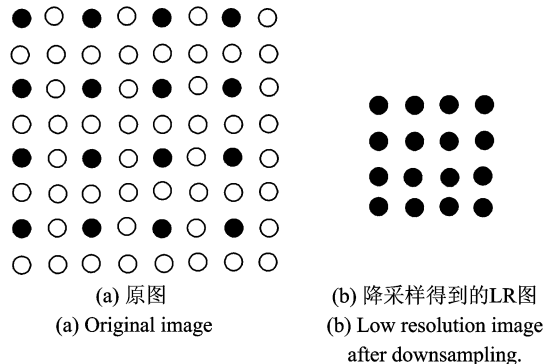 (a) 原图
(a) Original image
(b) 降采样得到的LR图
(b) Low resolution image
after downsampling.